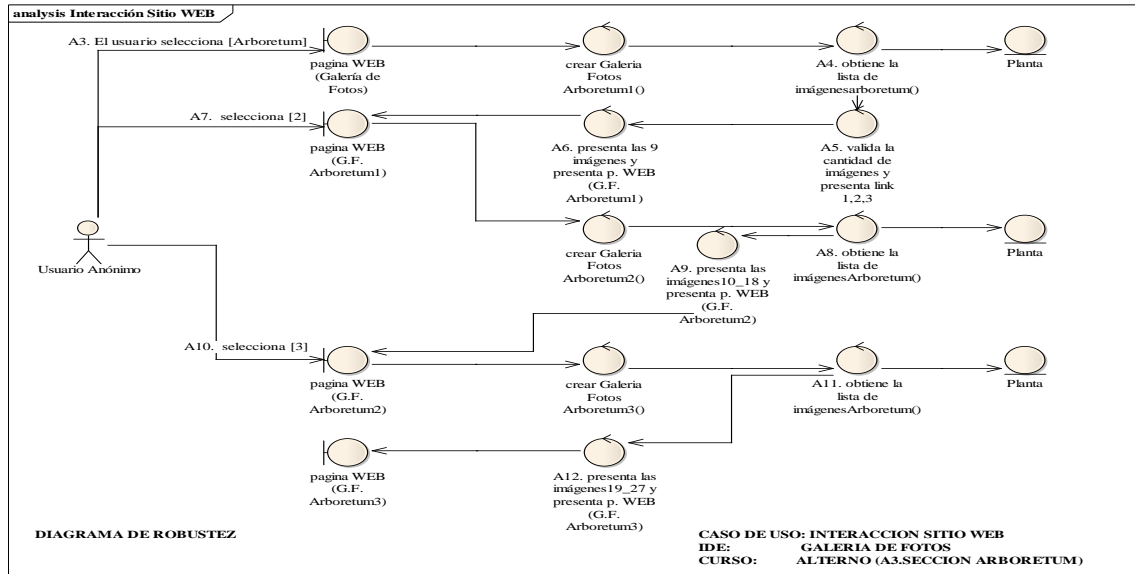 analysis Interacción Sitio WEB
A3. El usuario selecciona [Arboretum]
pagina WEB
(Galería de
Fotos)
crear Galeria
Fotos
Arboretum1()
A4. obtiene la
lista de
imágenesarboretum()
Planta
A7.  selecciona [2]
pagina WEB
(G.F.
Arboretum1)
A6. presenta las 9
imágenes y
presenta p. WEB
(G.F.
Arboretum1)
A5. valida la
cantidad de
imágenes y
presenta link
1,2,3
Usuario Anónimo
crear Galeria
Fotos
Arboretum2()
A9. presenta las
imágenes10_18 y
presenta p. WEB
(G.F.
Arboretum2)
A8. obtiene la
lista de
imágenesArboretum()
Planta
A10.  selecciona [3]
pagina WEB
(G.F.
Arboretum2)
crear Galeria
Fotos
Arboretum3()
A11. obtiene la
lista de
imágenesArboretum()
Planta
pagina WEB
(G.F.
Arboretum3)
A12. presenta las
imágenes19_27 y
presenta p. WEB
(G.F.
Arboretum3)
DIAGRAMA DE ROBUSTEZ
CASO DE USO: INTERACCION SITIO WEB
IDE: GALERIA DE FOTOS
CURSO: ALTERNO (A3.SECCION ARBORETUM)